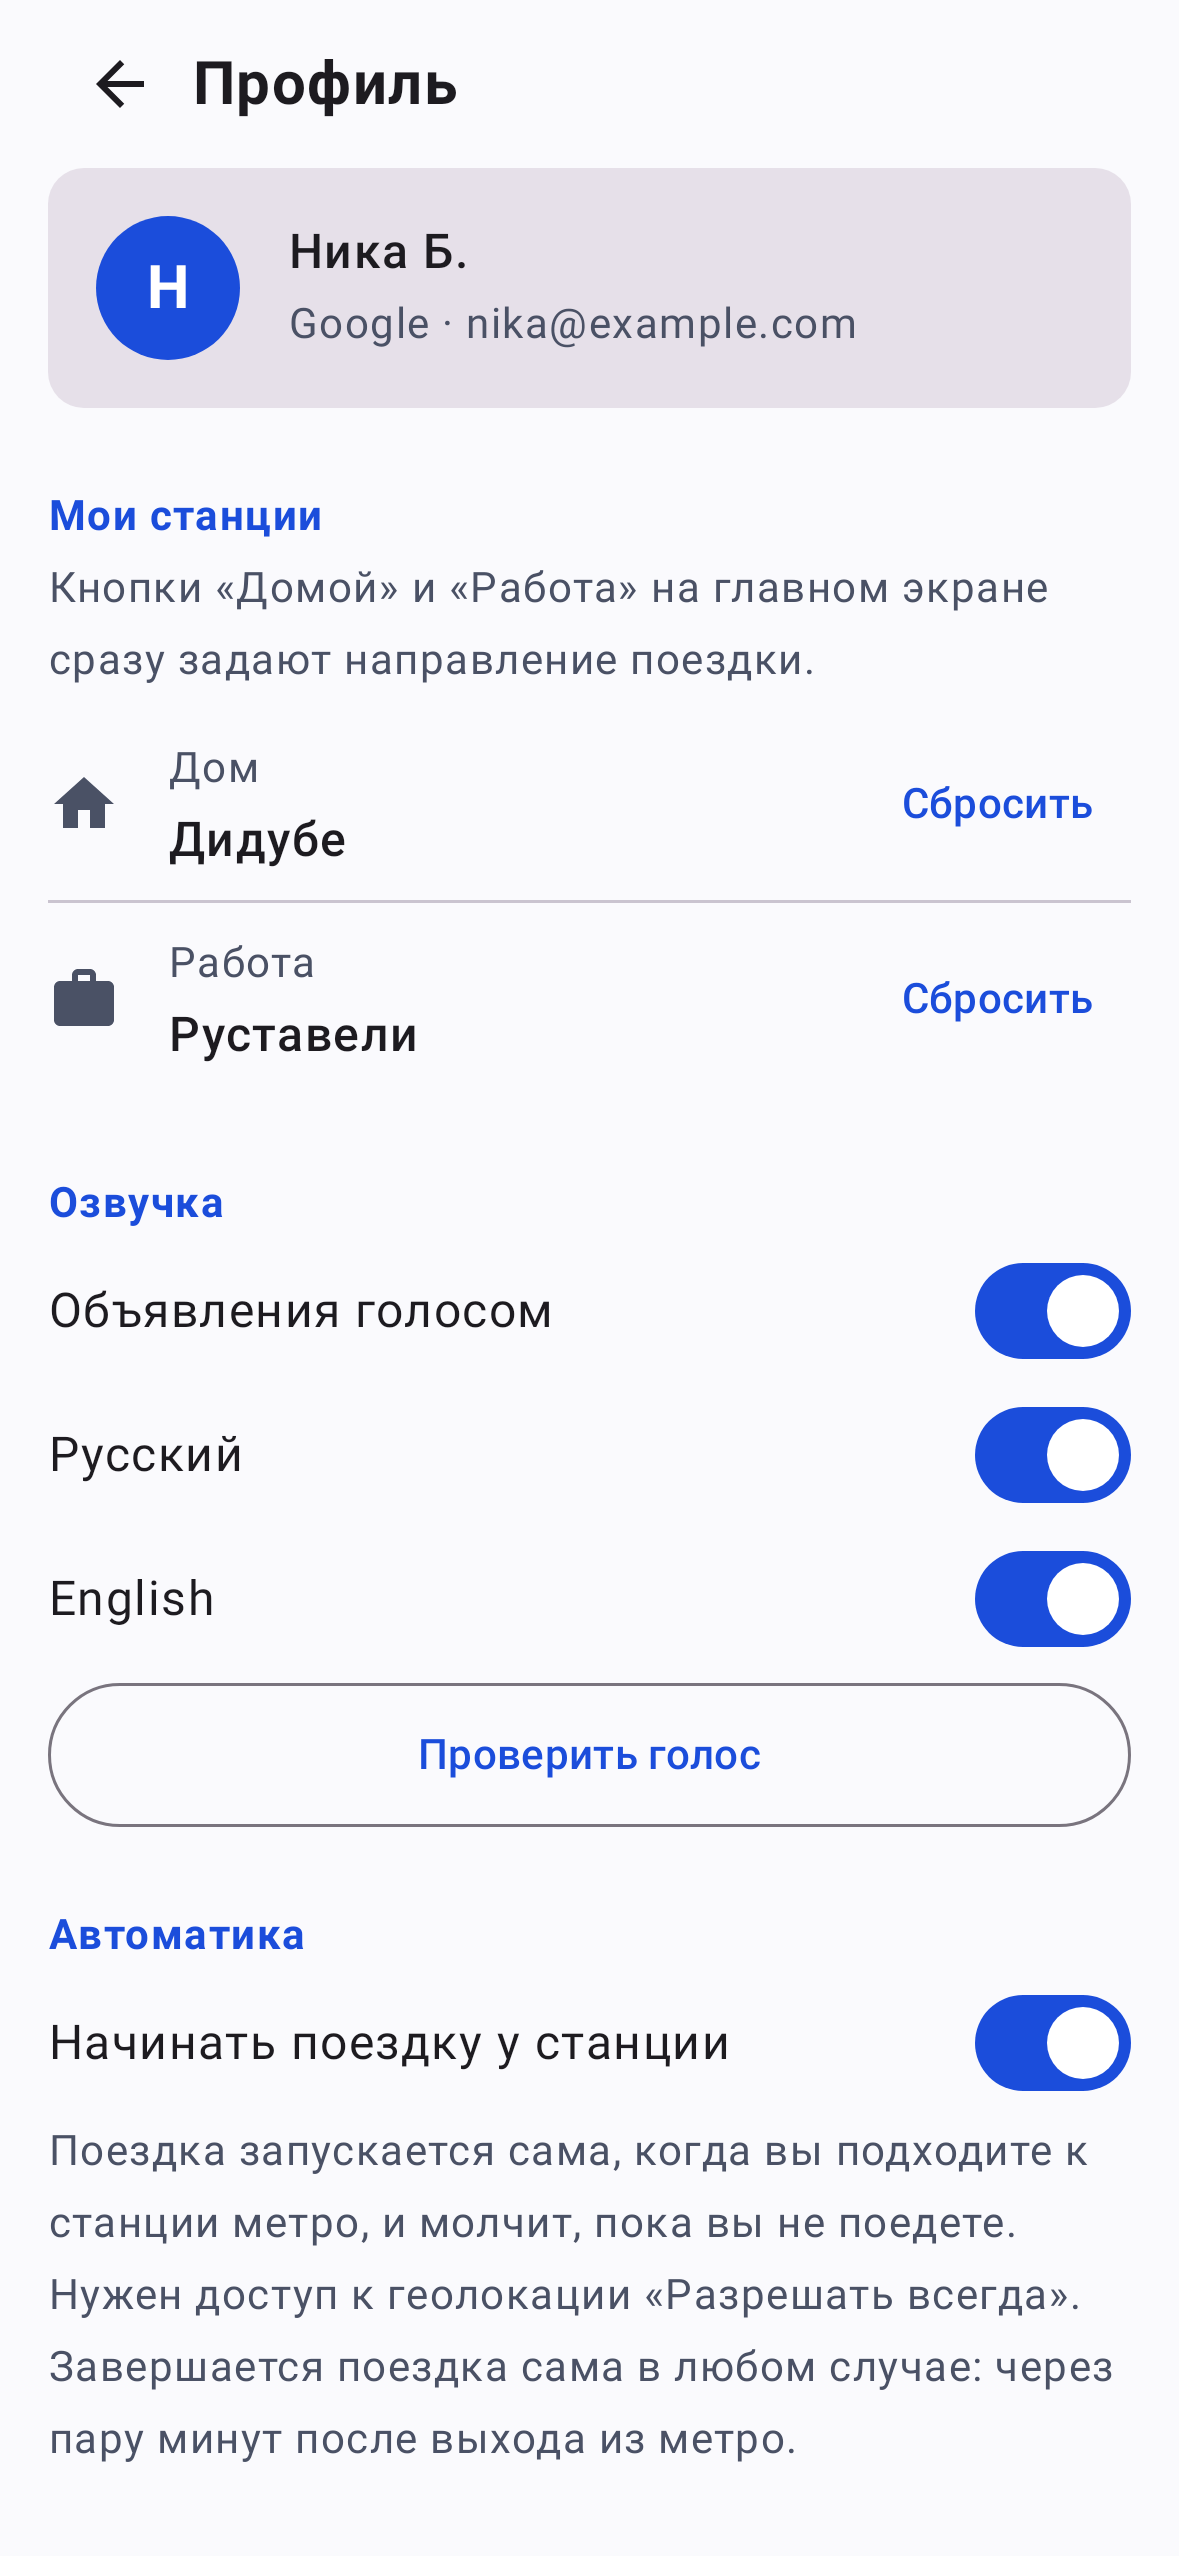 Профиль
Н
Ника Б.
Google · nika@example.com
Мои станции
Кнопки «Домой» и «Работа» на главном экране
сразу задают направление поездки.
Дом
Дидубе
Сбросить
Работа
Руставели
Сбросить
Озвучка
Объявления голосом
Русский
English
Проверить голос
Автоматика
Начинать поездку у станции
Поездка запускается сама, когда вы подходите к
станции метро, и молчит, пока вы не поедете.
Нужен доступ к геолокации «Разрешать всегда».
Завершается поездка сама в любом случае: через
пару минут после выхода из метро.